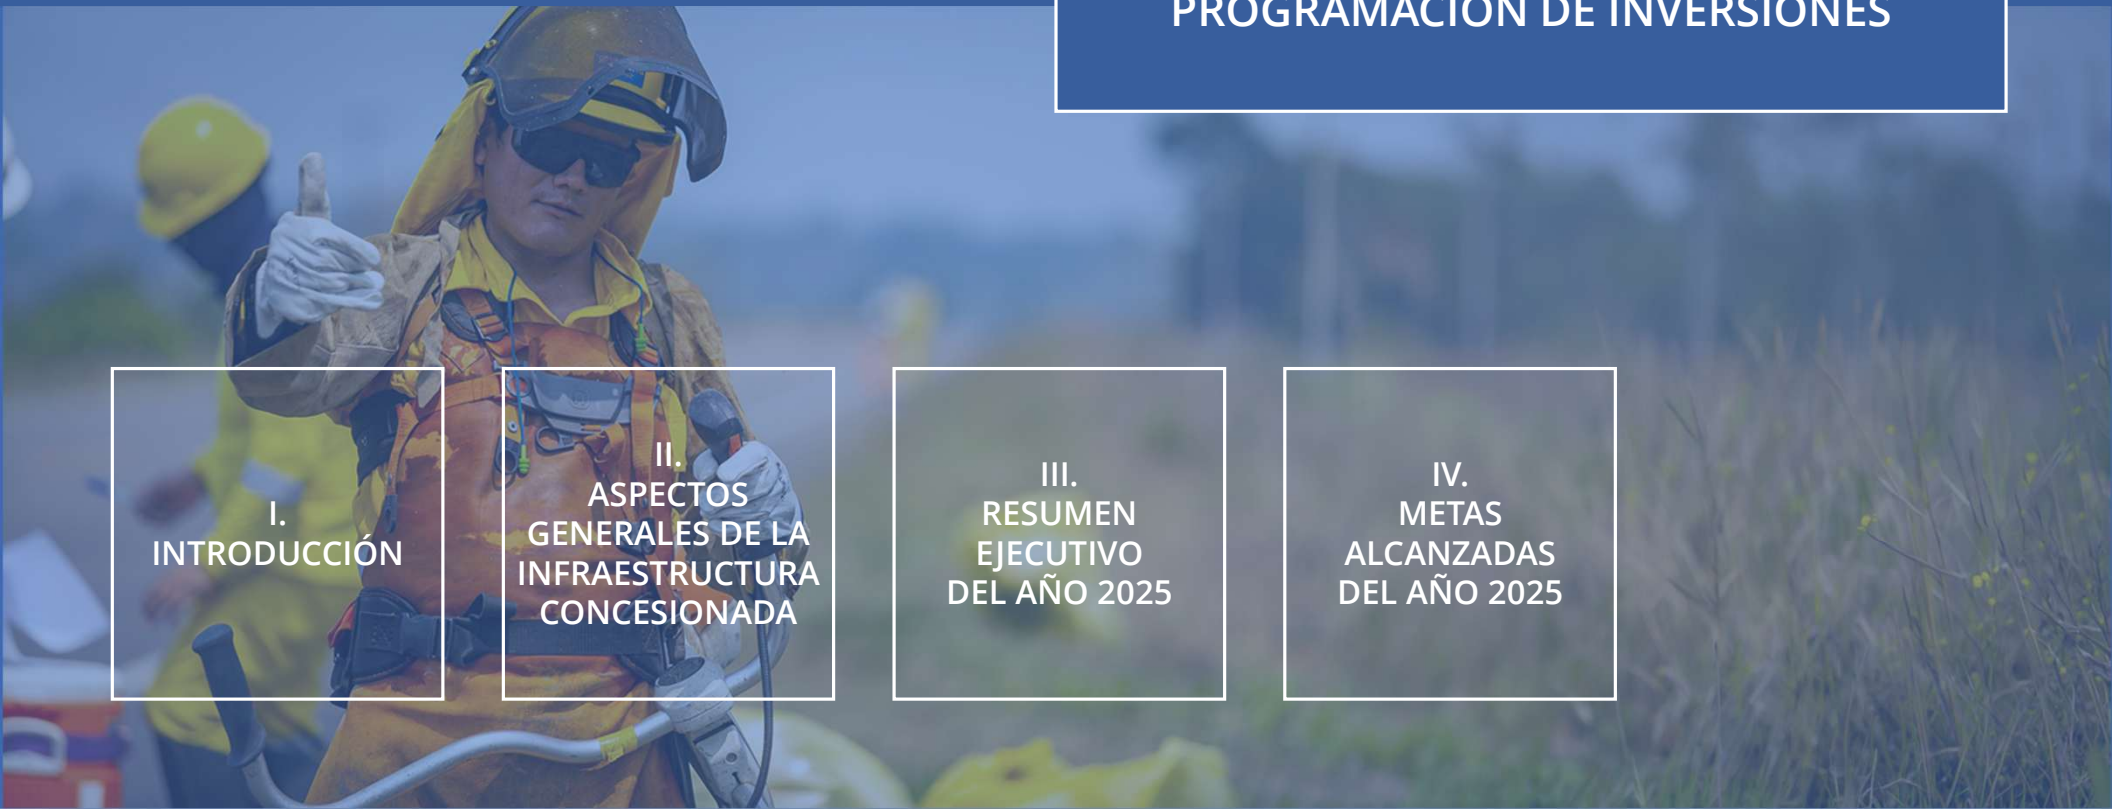 PROGRAMACIÓN DE INVERSIONES
I.
INTRODUCCIÓN
II.
ASPECTOS
GENERALES DE LA
INFRAESTRUCTURA
CONCESIONADA
III.
RESUMEN
EJECUTIVO
DEL AÑO 2025
IV.
METAS
ALCANZADAS
DEL AÑO 2025